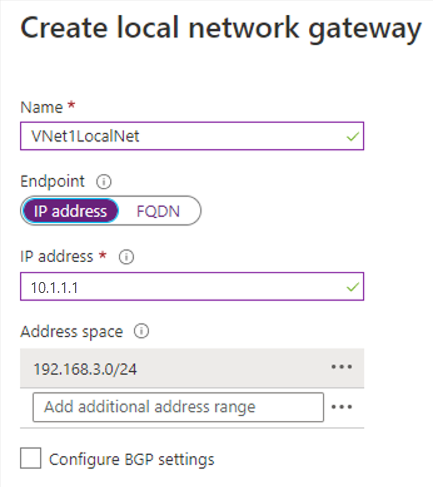 Create local network gateway
Name *
VNet1LocalNet
Endpoint
IP address FQDN
IP address *
10.1.1.1
Address space
192.168.3.0/24
Add additional address range
Configure BGP settings